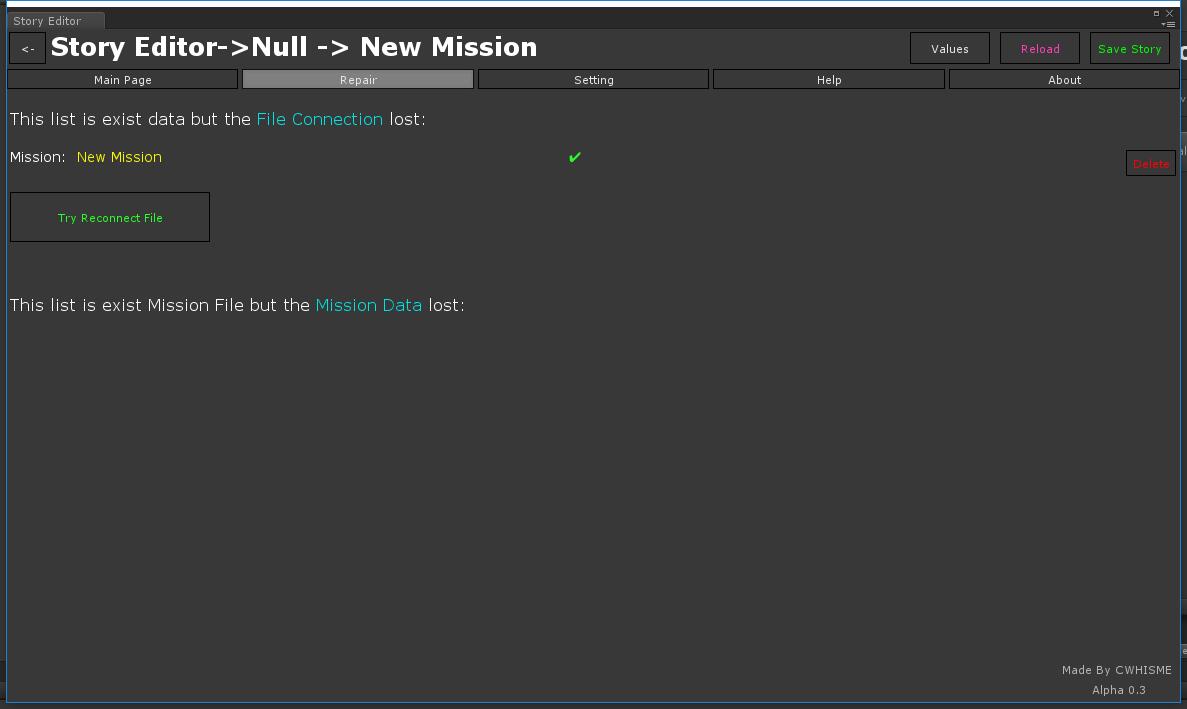 Story Editor
<- Story Editor->Null -> New Mission Values Reload Save Story
Main Page Repair Setting Help About
This list is exist data but the File Connection lost:
Mission: New Mission ✔ Delete
Try Reconnect File
This list is exist Mission File but the Mission Data lost:
Made By CWHISME
Alpha 0.3